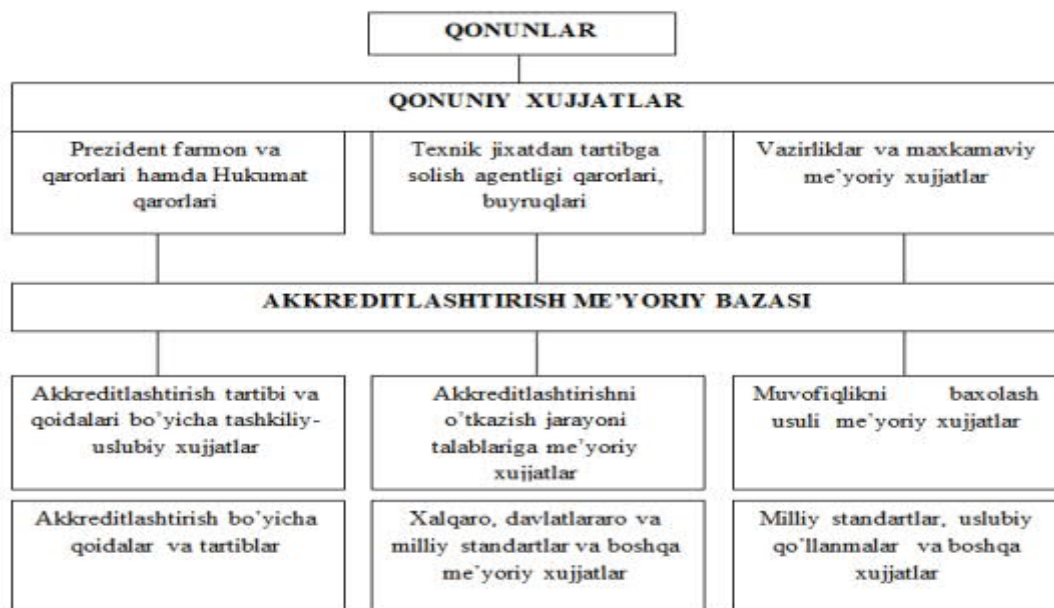 QONUNLAR
QONUNIY XUJJATLAR
Prezident farmon va
qarorlari hamda Hukumat
qarorlari
Texnik jixatdan tartibga
solish agentligi qarorlari,
buyruqlari
Vazirliklar va maxkamaviy
me’yoriy xujjatlar
AKKREDITLASHTIRISH ME’YORIY BAZASI
Akkreditlashtirish tartibi va
qoidalari bo’yicha tashkiliy-
uslubiy xujjatlar
Akkreditlashtirishni
o’tkazish jarayoni
talablariga me’yoriy
xujjatlar
Muvofiqlikni baxolash
usuli me’yoriy xujjatlar
Akkreditlashtirish bo’yicha
qoidalar va tartiblar
Xalqaro, davlatlararo va
milliy standartlar va boshqa
me’yoriy xujjatlar
Milliy standartlar, uslubiy
qo’llanmalar va boshqa
xujjatlar